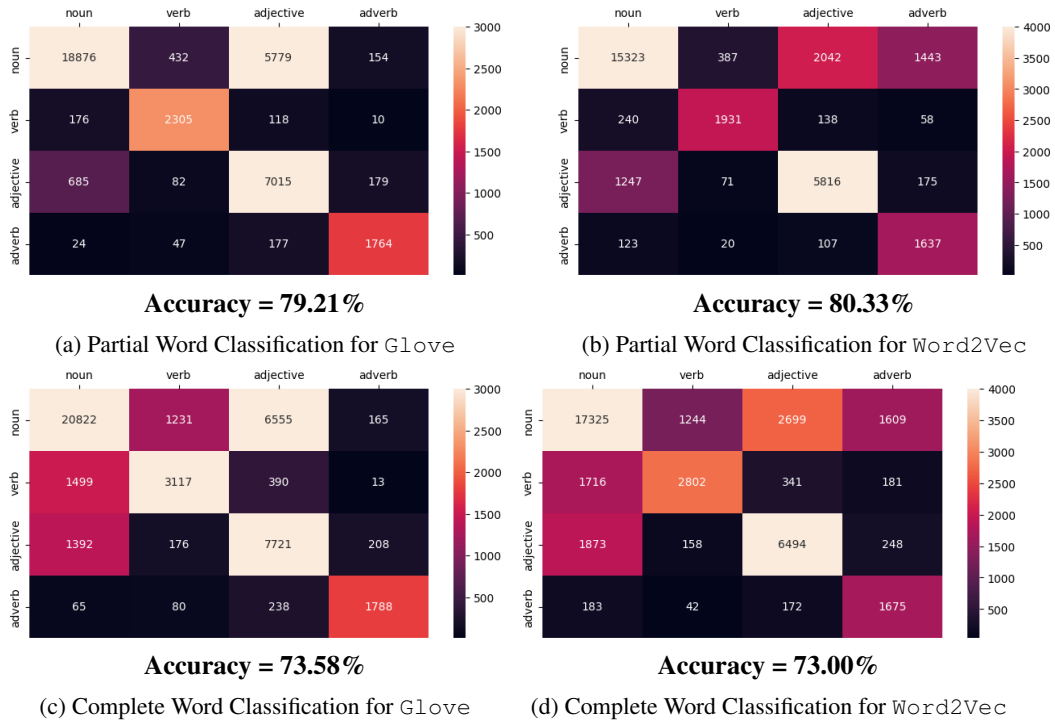 noun verb adjective adverb
noun 18876 432 5779 154
verb 176 2305 118 10
adjective 685 82 7015 179
adverb 24 47 177 1764
3000
2500
2000
1500
1000
500
Accuracy = 79.21%
(a) Partial Word Classification for Glove
noun verb adjective adverb
noun 15323 387 2042 1443
verb 240 1931 138 58
adjective 1247 71 5816 175
adverb 123 20 107 1637
4000
3500
3000
2500
2000
1500
1000
500
Accuracy = 80.33%
(b) Partial Word Classification for Word2Vec
noun verb adjective adverb
noun 20822 1231 6555 165
verb 1499 3117 390 13
adjective 1392 176 7721 208
adverb 65 80 238 1788
3000
2500
2000
1500
1000
500
Accuracy = 73.58%
(c) Complete Word Classification for Glove
noun verb adjective adverb
noun 17325 1244 2699 1609
verb 1716 2802 341 181
adjective 1873 158 6494 248
adverb 183 42 172 1675
4000
3500
3000
2500
2000
1500
1000
500
Accuracy = 73.00%
(d) Complete Word Classification for Word2Vec